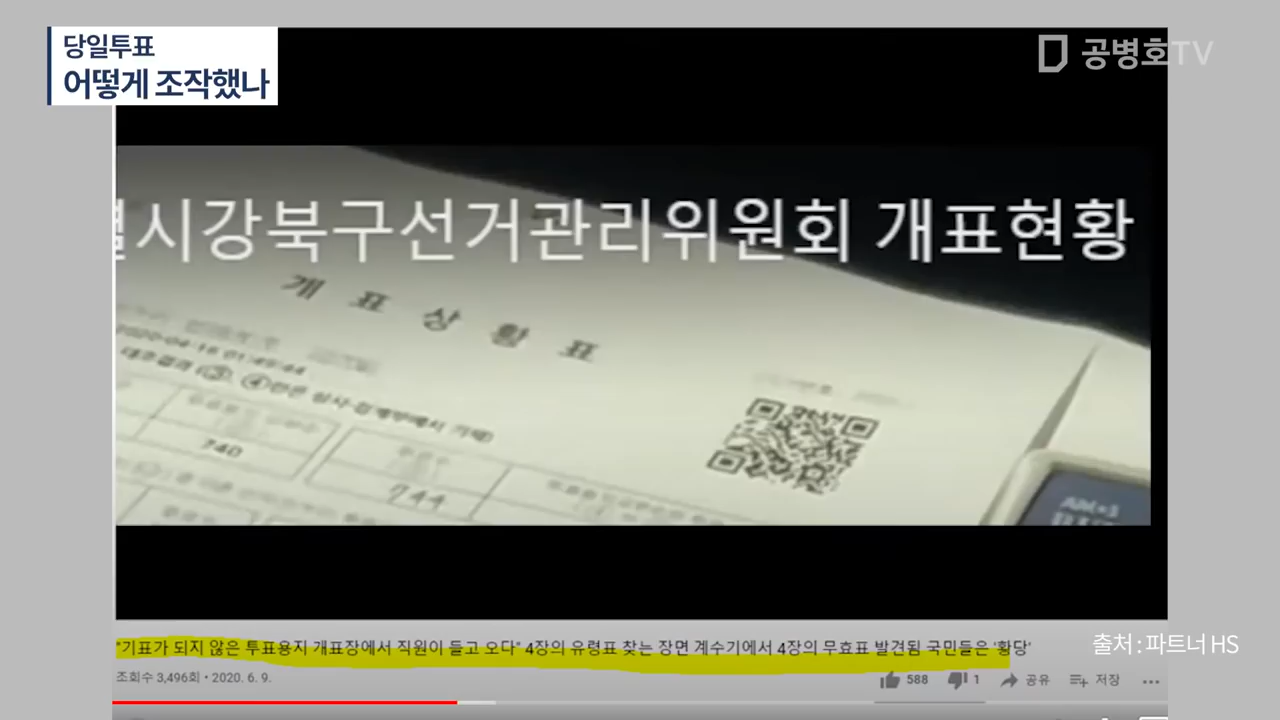 당일투표
어떻게 조작했나
공병호TV
별시강북구선거관리위원회 개표현황
개 표 상 황 표
2020-04-16 01:49:44
740
744
"기표가 되지 않은 투표용지 개표장에서 직원이 들고 오다" 4장의 유령표 찾는 장면 계수기에서 4장의 무효표 발견됨 국민들은 '황당'
출처 : 파트너 HS
조회수 3,496회 • 2020. 6. 9.
588
1
공유
저장